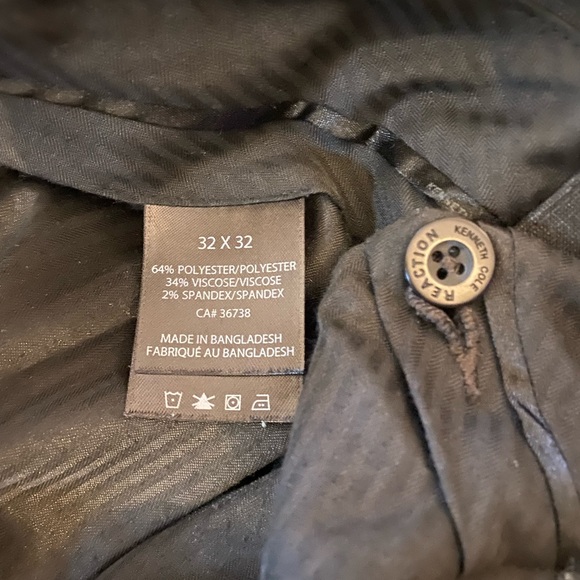 32 X 32
64% POLYESTER/POLYESTER
34% VISCOSE/VISCOSE
2% SPANDEX/SPANDEX
CA# 36738
MADE IN BANGLADESH
FABRIQUÉ AU BANGLADESH
KENNETH COLE
REACTION